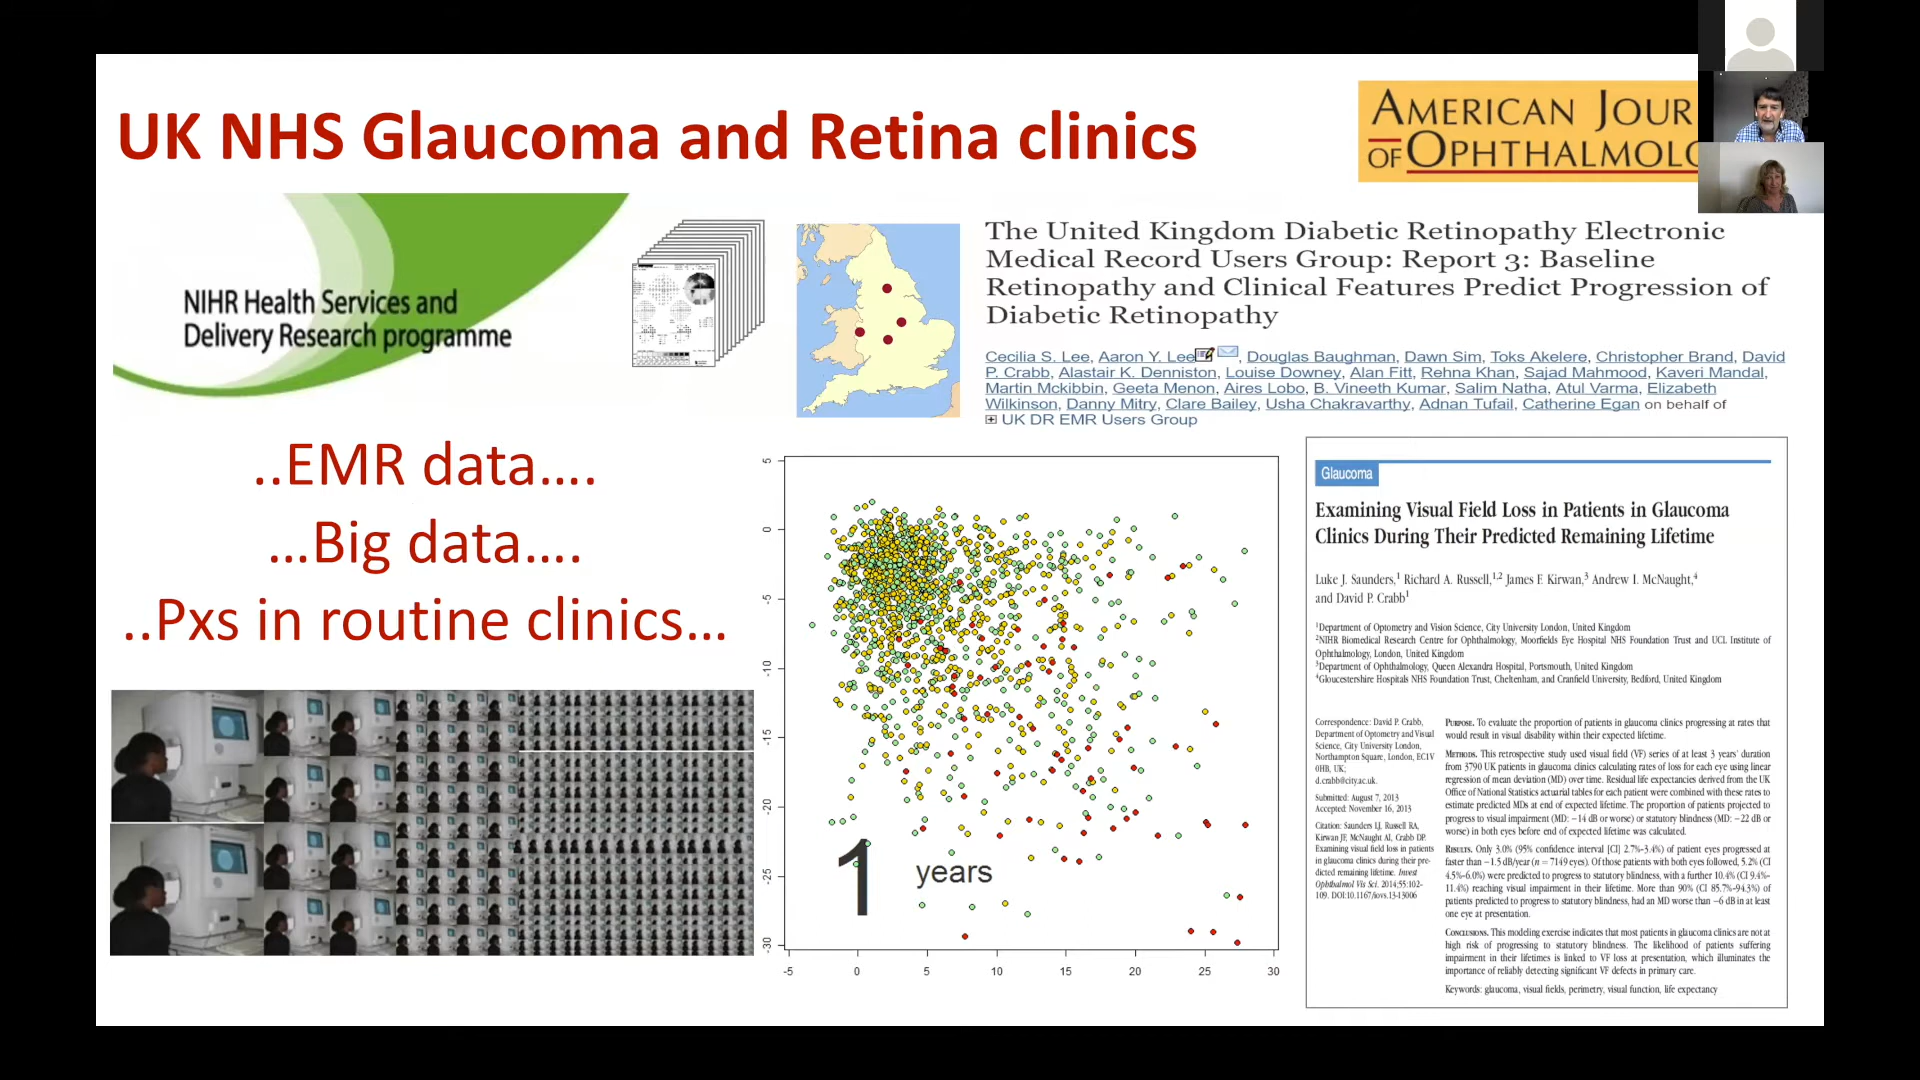 UK NHS Glaucoma and Retina clinics
AMERICAN JOUR
OF OPHTHALMOLO
NIHR Health Services and
Delivery Research programme
The United Kingdom Diabetic Retinopathy Electronic
Medical Record Users Group: Report 3: Baseline
Retinopathy and Clinical Features Predict Progression of
Diabetic Retinopathy
Cecilia S. Lee, Aaron Y. Lee, Douglas Baughman, Dawn Sim, Toks Akelere, Christopher Brand, David
P. Crabb, Alastair K. Denniston, Louise Downey, Alan Fitt, Rehna Khan, Sajad Mahmood, Kaveri Mandal,
Martin Mckibbin, Geeta Menon, Aires Lobo, B. Vineeth Kumar, Salim Natha, Atul Varma, Elizabeth
Wilkinson, Danny Mitry, Clare Bailey, Usha Chakravarthy, Adnan Tufail, Catherine Egan on behalf of
UK DR EMR Users Group
..EMR data....
...Big data....
..Pxs in routine clinics...
5
0
-5
-10
-15
-20
-25
-30
1 years
-5 0 5 10 15 20 25 30
Glaucoma
Examining Visual Field Loss in Patients in Glaucoma
Clinics During Their Predicted Remaining Lifetime
Luke J. Saunders,1 Richard A. Russell,1,2 James F. Kirwan,3 Andrew I. McNaught,4
and David P. Crabb1
1Department of Optometry and Vision Science, City University London, United Kingdom
2NIHR Biomedical Research Centre for Ophthalmology, Moorfields Eye Hospital NHS Foundation Trust and UCL Institute of
Ophthalmology, London, United Kingdom
3Department of Ophthalmology, Queen Alexandra Hospital, Portsmouth, United Kingdom
4Gloucestershire Hospitals NHS Foundation Trust, Cheltenham, and Cranfield University, Bedford, United Kingdom
Correspondence: David P. Crabb,
Department of Optometry and Visual
Science, City University London,
Northampton Square, London, EC1V
0HB, UK;
d.crabb@city.ac.uk.
Submitted: August 7, 2013
Accepted: November 16, 2013
Citation: Saunders LJ, Russell RA,
Kirwan JF, McNaught AI, Crabb DP.
Examining visual field loss in patients
in glaucoma clinics during their pre-
dicted remaining lifetime. Invest
Ophthalmol Vis Sci. 2014;55:102-
109. DOI:10.1167/iovs.13-13006
PURPOSE. To evaluate the proportion of patients in glaucoma clinics progressing at rates that
would result in visual disability within their expected lifetime.
METHODS. This retrospective study used visual field (VF) series of at least 3 years' duration
from 3790 UK patients in glaucoma clinics calculating rates of loss for each eye using linear
regression of mean deviation (MD) over time. Residual life expectancies derived from the UK
Office of National Statistics actuarial tables for each patient were combined with these rates to
estimate predicted MDs at end of expected lifetime. The proportion of patients projected to
progress to visual impairment (MD: −14 dB or worse) or statutory blindness (MD: −22 dB or
worse) in both eyes before end of expected lifetime was calculated.
RESULTS. Only 3.0% (95% confidence interval [CI] 2.7%-3.4%) of patient eyes progressed at
faster than −1.5 dB/year (n = 7149 eyes). Of those patients with both eyes followed, 5.2% (CI
4.5%-6.0%) were predicted to progress to statutory blindness, with a further 10.4% (CI 9.4%-
11.4%) reaching visual impairment in their lifetime. More than 90% (CI 85.7%-94.3%) of
patients predicted to progress to statutory blindness, had an MD worse than −6 dB in at least
one eye at presentation.
CONCLUSIONS. This modeling exercise indicates that most patients in glaucoma clinics are not at
high risk of progressing to statutory blindness. The likelihood of patients suffering
impairment in their lifetimes is linked to VF loss at presentation, which illuminates the
importance of reliably detecting significant VF defects in primary care.
Keywords: glaucoma, visual fields, perimetry, visual function, life expectancy